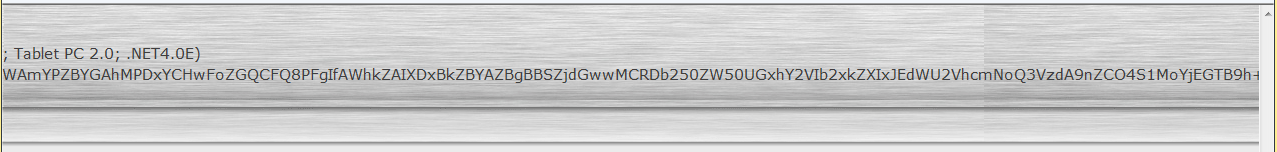 ; Tablet PC 2.0; .NET4.0E)
WAmYPZBYGAhMPDxYCHwFoZGQCFQ8PFgIfAWhkZAIXDxBkZBYAZBgBBSZjdGwwMCRDb250ZW50UGxhY2VIb2xkZXIxJEdWU2VhcmNoQ3VzdA9nZCO4S1MoYjEGTB9h+